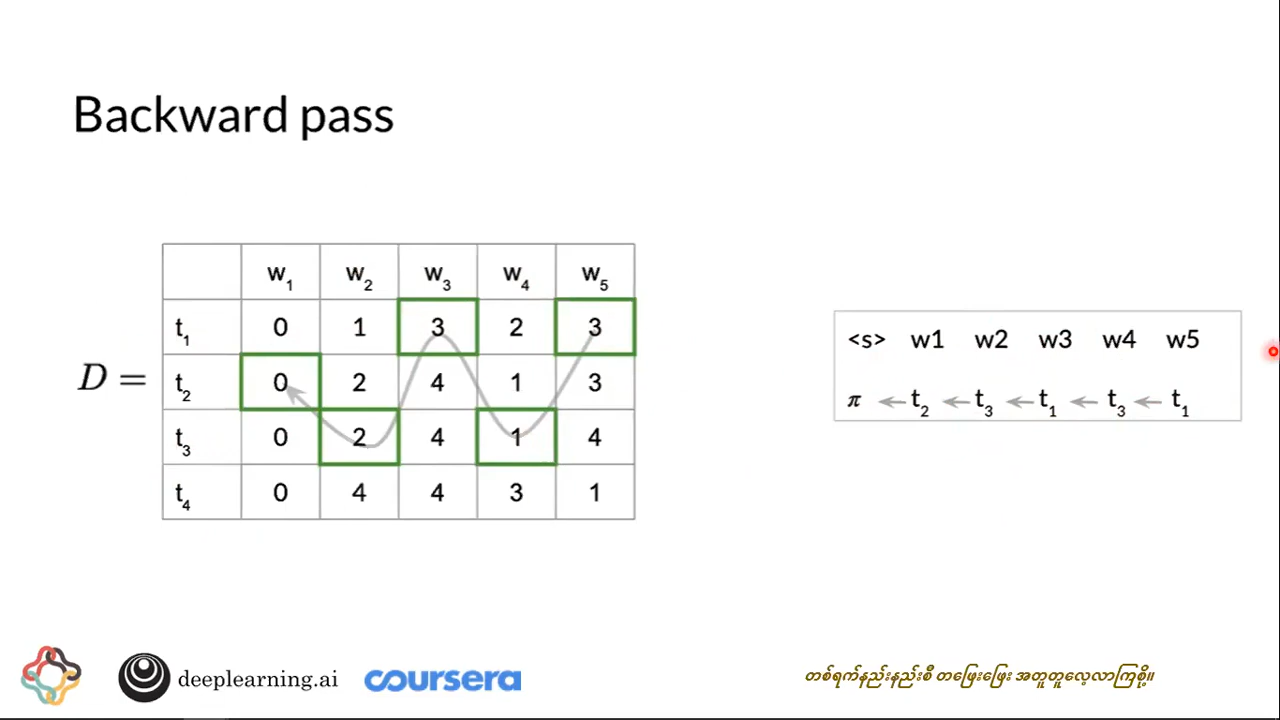 Backward pass
w1 w2 w3 w4 w5
t1 0 1 3 2 3
D = t2 0 2 4 1 3
t3 0 2 4 1 4
t4 0 4 4 3 1
<s> w1 w2 w3 w4 w5
π ← t2 ← t3 ← t1 ← t3 ← t1
deeplearning.ai coursera
တစ်ရက်နည်းနည်းစီ တဖြေးဖြေး အတူတူလေ့လာကြစို့။